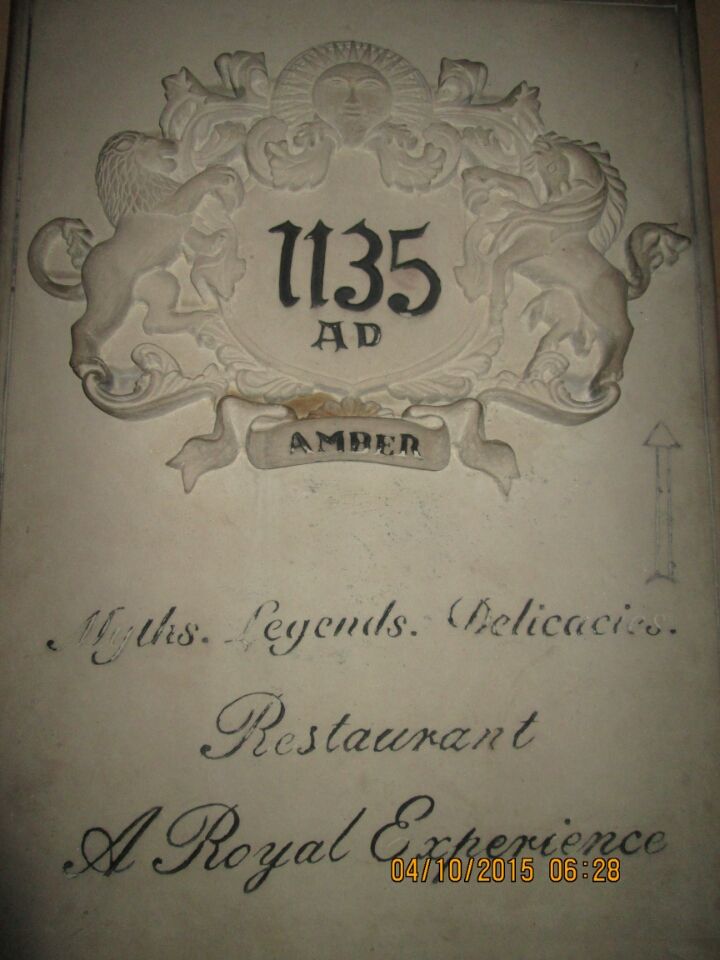 1135
AD
AMBER
Myths. Legends. Delicacies.
Restaurant
A Royal Experience
04/10/2015 06:28